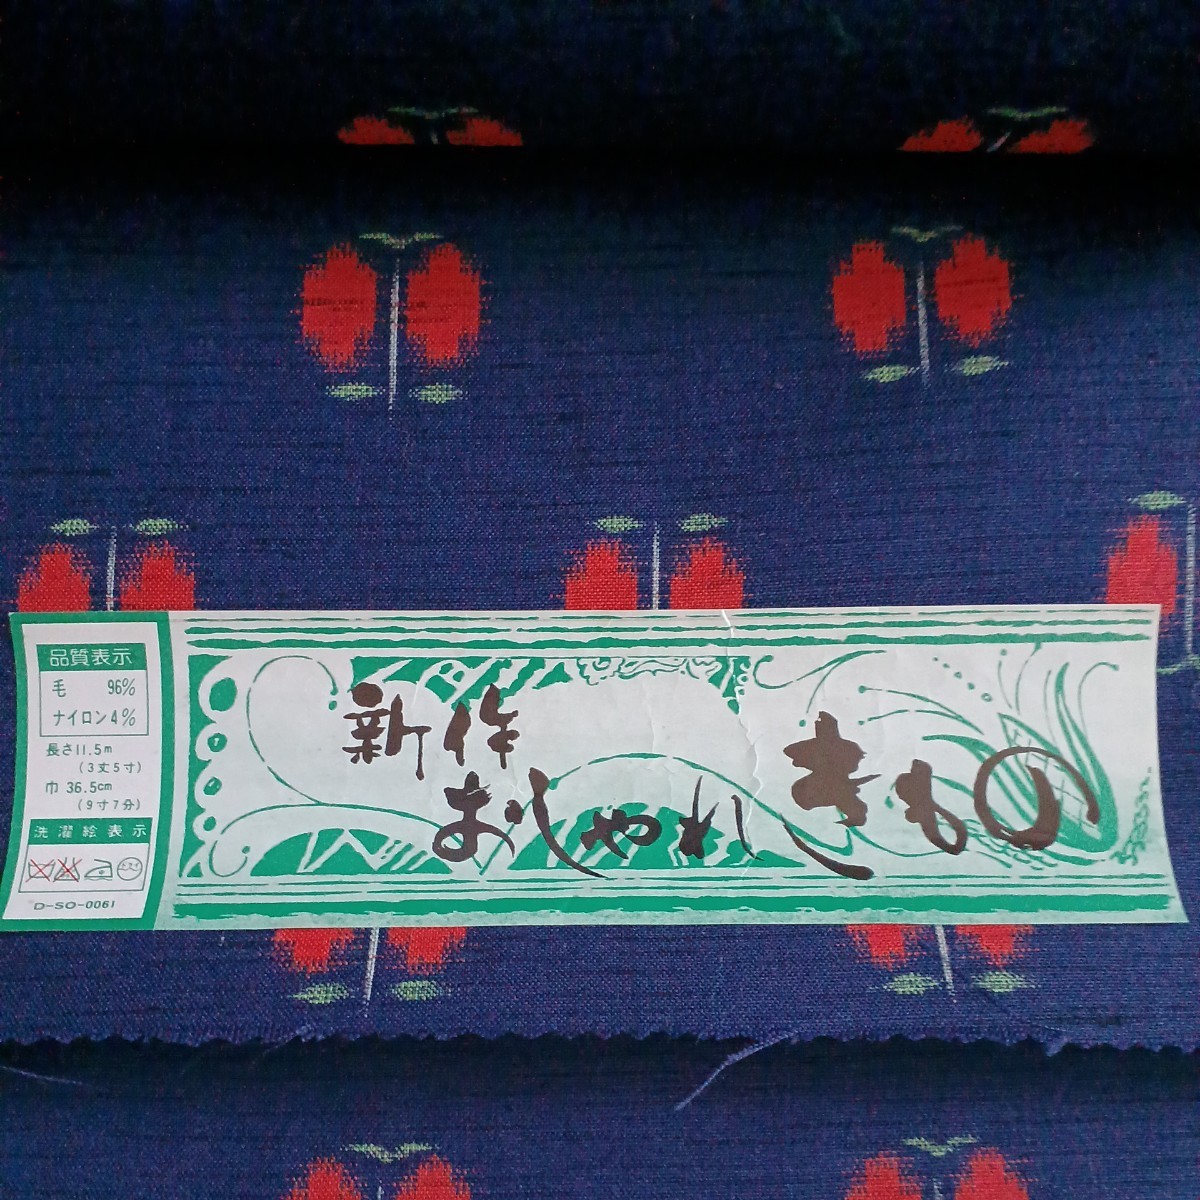 品質表示
毛 96%
ナイロン4%
長さ11.5m
(3丈5寸)
巾 36.5cm
(9寸7分)
洗濯絵表示
D-SO-0061
新作
おしゃれ
きもの